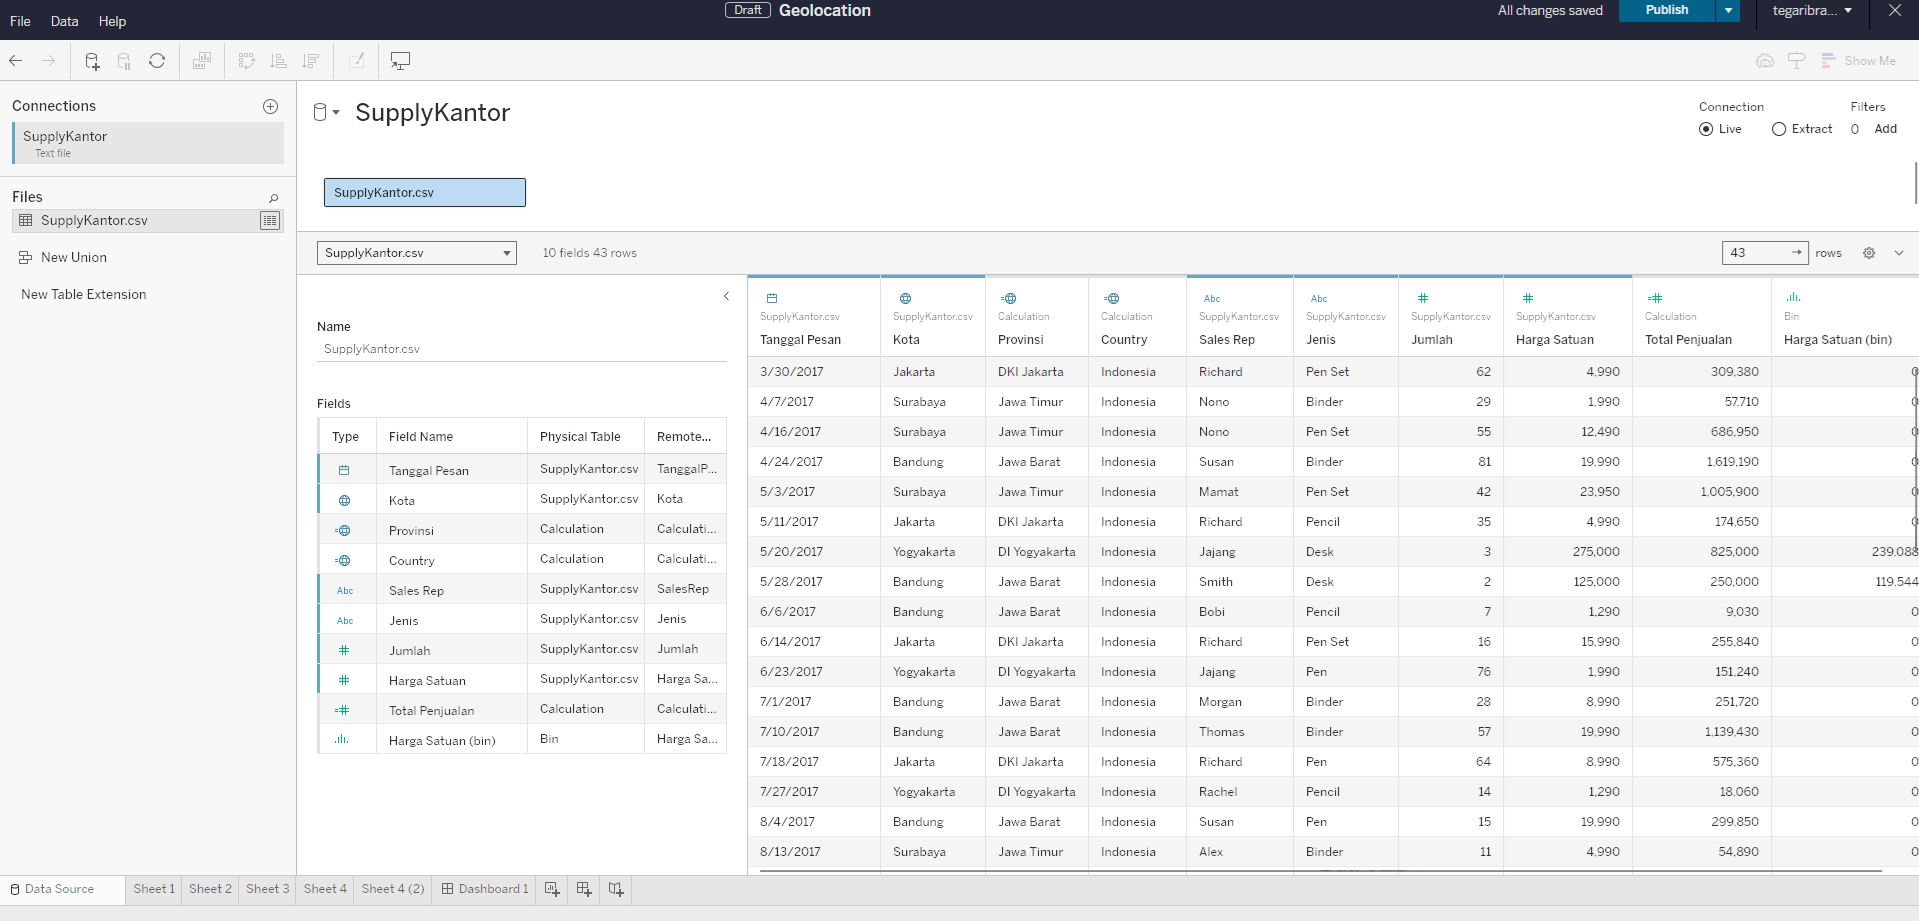 Draft Geolocation
File Data Help
All changes saved Publish tegaribra...
Show Me
Connections
SupplyKantor
Text file
Files
SupplyKantor.csv
New Union
New Table Extension
SupplyKantor
Connection
Live Extract
Filters
0 Add
SupplyKantor.csv
SupplyKantor.csv 10 fields 43 rows
43 → rows
Name
SupplyKantor.csv
Fields
Type Field Name Physical Table Remote...
Tanggal Pesan SupplyKantor.csv TanggalP...
Kota SupplyKantor.csv Kota
=Provinsi Calculation Calculati...
=Country Calculation Calculati...
Abc Sales Rep SupplyKantor.csv SalesRep
Abc Jenis SupplyKantor.csv Jenis
# Jumlah SupplyKantor.csv Jumlah
# Harga Satuan SupplyKantor.csv Harga Sa...
=# Total Penjualan Calculation Calculati...
Harga Satuan (bin) Bin Harga Sa...
= = Abc Abc # # =#
SupplyKantor.csv SupplyKantor.csv Calculation Calculation SupplyKantor.csv SupplyKantor.csv SupplyKantor.csv SupplyKantor.csv Calculation Bin
Tanggal Pesan Kota Provinsi Country Sales Rep Jenis Jumlah Harga Satuan Total Penjualan Harga Satuan (bin)
3/30/2017 Jakarta DKI Jakarta Indonesia Richard Pen Set 62 4,990 309,380 0
4/7/2017 Surabaya Jawa Timur Indonesia Nono Binder 29 1,990 57,710 0
4/16/2017 Surabaya Jawa Timur Indonesia Nono Pen Set 55 12,490 686,950 0
4/24/2017 Bandung Jawa Barat Indonesia Susan Binder 81 19,990 1,619,190 0
5/3/2017 Surabaya Jawa Timur Indonesia Mamat Pen Set 42 23,950 1,005,900 0
5/11/2017 Jakarta DKI Jakarta Indonesia Richard Pencil 35 4,990 174,650 0
5/20/2017 Yogyakarta DI Yogyakarta Indonesia Jajang Desk 3 275,000 825,000 239,088
5/28/2017 Bandung Jawa Barat Indonesia Smith Desk 2 125,000 250,000 119,544
6/6/2017 Bandung Jawa Barat Indonesia Bobi Pencil 7 1,290 9,030 0
6/14/2017 Jakarta DKI Jakarta Indonesia Richard Pen Set 16 15,990 255,840 0
6/23/2017 Yogyakarta DI Yogyakarta Indonesia Jajang Pen 76 1,990 151,240 0
7/1/2017 Bandung Jawa Barat Indonesia Morgan Binder 28 8,990 251,720 0
7/10/2017 Bandung Jawa Barat Indonesia Thomas Binder 57 19,990 1,139,430 0
7/18/2017 Jakarta DKI Jakarta Indonesia Richard Pen 64 8,990 575,360 0
7/27/2017 Yogyakarta DI Yogyakarta Indonesia Rachel Pencil 14 1,290 18,060 0
8/4/2017 Bandung Jawa Barat Indonesia Susan Pen 15 19,990 299,850 0
8/13/2017 Surabaya Jawa Timur Indonesia Alex Binder 11 4,990 54,890 0
Data Source Sheet 1 Sheet 2 Sheet 3 Sheet 4 Sheet 4 (2) Dashboard 1